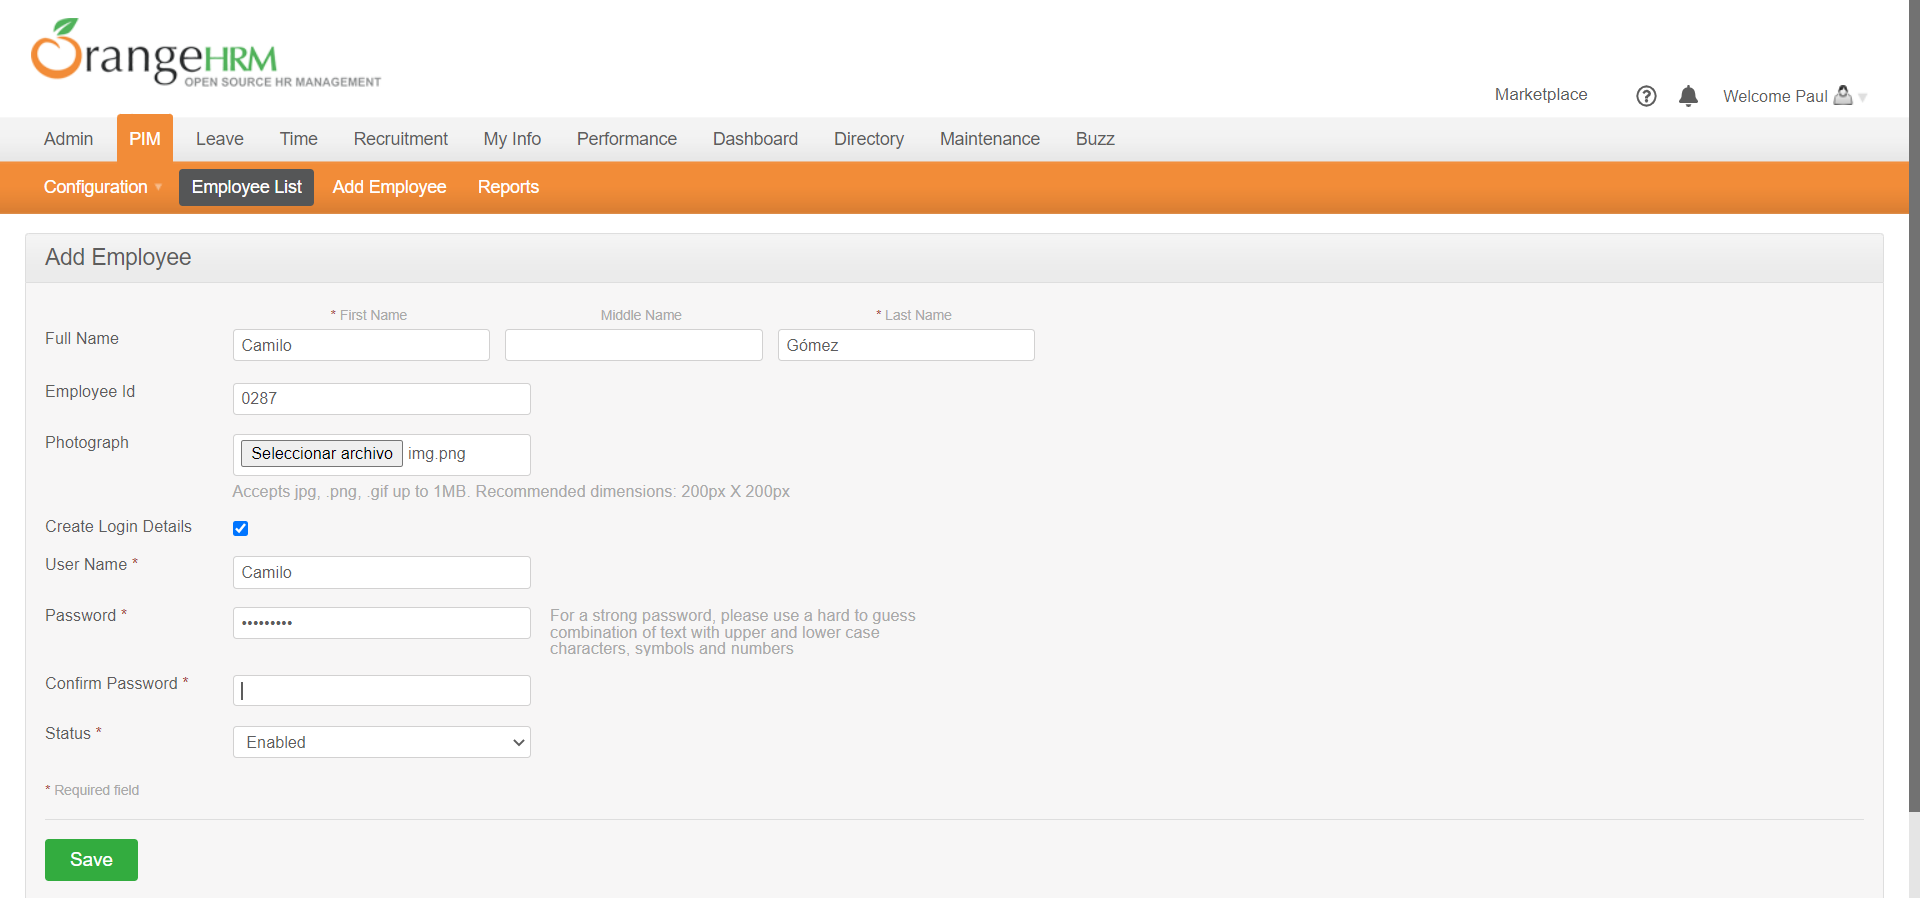 OrangeHRM
OPEN SOURCE HR MANAGEMENT
Marketplace
Welcome Paul
Admin PIM Leave Time Recruitment My Info Performance Dashboard Directory Maintenance Buzz
Configuration Employee List Add Employee Reports
Add Employee
* First Name Middle Name * Last Name
Full Name Camilo Gómez
Employee Id 0287
Photograph Seleccionar archivo img.png
Accepts jpg, .png, .gif up to 1MB. Recommended dimensions: 200px X 200px
Create Login Details
User Name * Camilo
Password * ••••••••• For a strong password, please use a hard to guess
combination of text with upper and lower case
characters, symbols and numbers
Confirm Password *
Status * Enabled
* Required field
Save